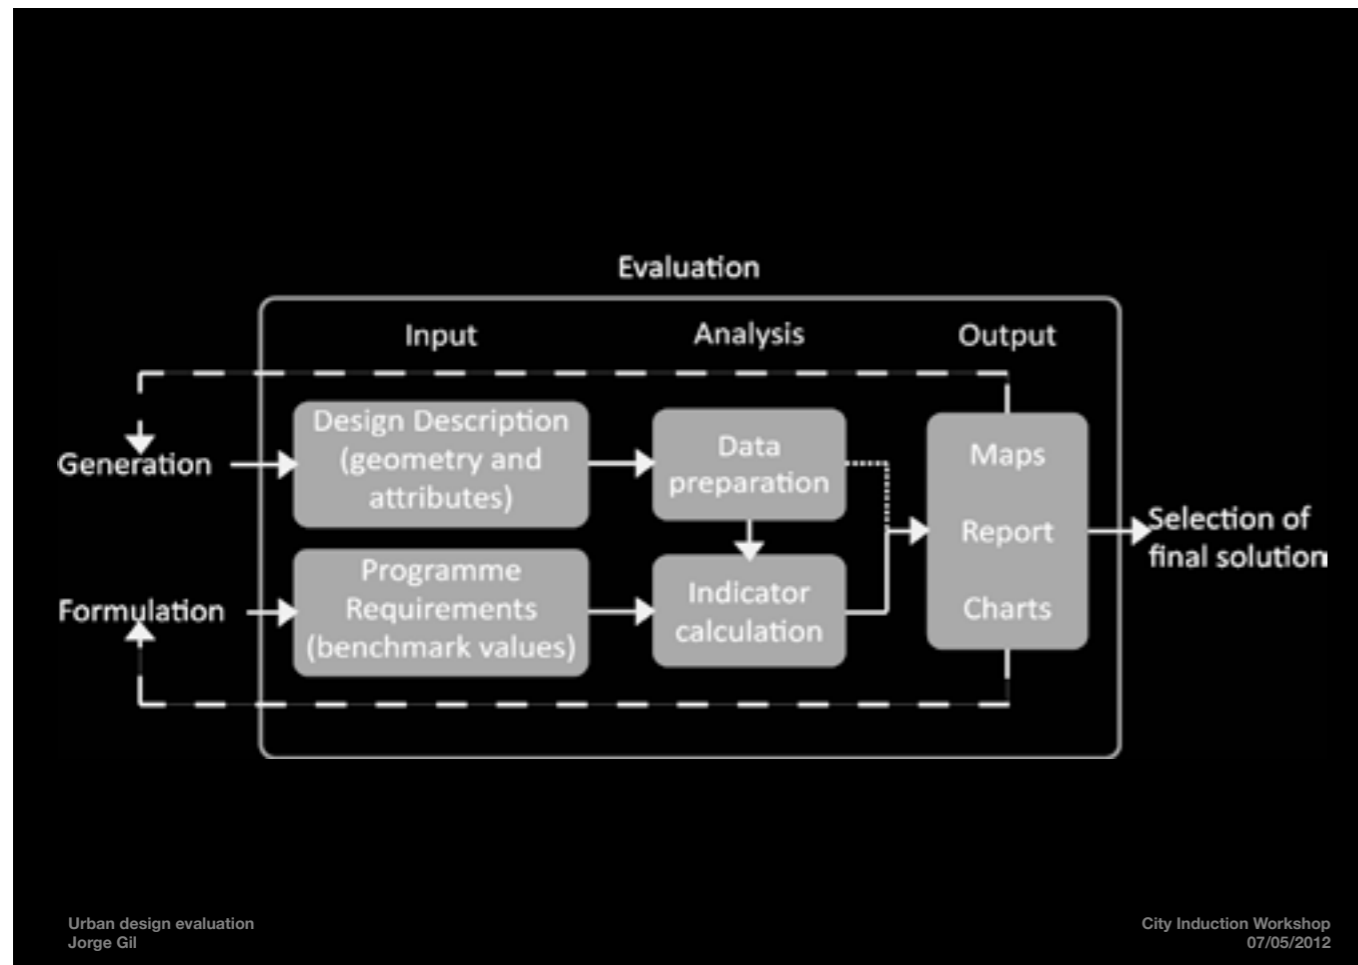 Evaluation
Input
Analysis
Output
Generation
Design Description
(geometry and
attributes)
Data
preparation
Formulation
Programme
Requirements
(benchmark values)
Indicator
calculation
Maps
Report
Charts
Selection of
final solution
Urban design evaluation
Jorge Gil
City Induction Workshop
07/05/2012